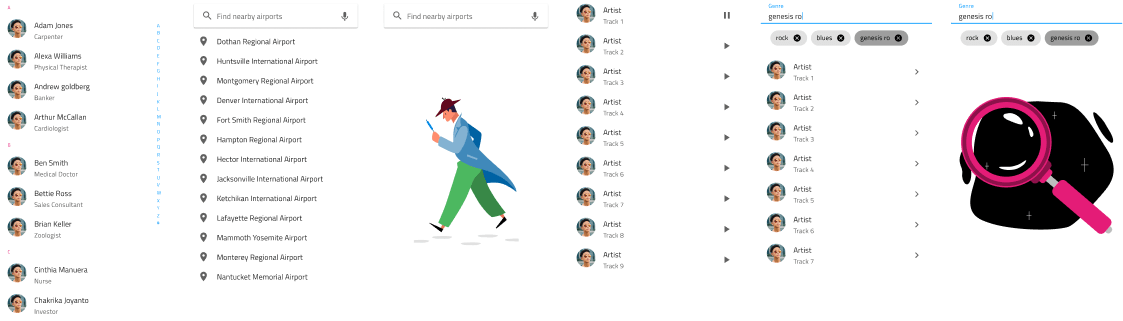 A
Adam Jones
Carpenter
Alexa Williams
Physical Therapist
Andrew goldberg
Banker
Arthur McCallan
Cardiologist
B
Ben Smith
Medical Doctor
Bettie Ross
Sales Consultant
Brian Keller
Zoologist
C
Cinthia Manuera
Nurse
Chakrika Joyanto
Investor
A
B
C
D
E
F
G
H
I
J
K
L
M
N
O
P
Q
R
S
T
U
V
W
X
Y
Z
#
Find nearby airports
Dothan Regional Airport
Huntsville International Airport
Montgomery Regional Airport
Denver International Airport
Fort Smith Regional Airport
Hampton Regional Airport
Hector International Airport
Jacksonville International Airport
Ketchikan International Airport
Lafayette Regional Airport
Mammoth Yosemite Airport
Monterey Regional Airport
Nantucket Memorial Airport
Find nearby airports
Artist
Track 1
Artist
Track 2
Artist
Track 3
Artist
Track 4
Artist
Track 5
Artist
Track 6
Artist
Track 7
Artist
Track 8
Artist
Track 9
Genre
genesis ro
rock
blues
genesis ro
Artist
Track 1
Artist
Track 2
Artist
Track 3
Artist
Track 4
Artist
Track 5
Artist
Track 6
Artist
Track 7
Genre
genesis ro
rock
blues
genesis ro